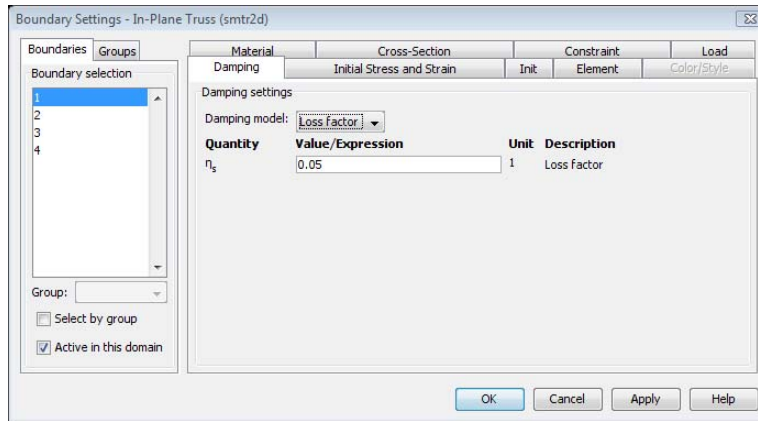 Boundary Settings - In-Plane Truss (smtr2d)
Boundaries Groups
Boundary selection
1
2
3
4
Group:
Select by group
Active in this domain
Material Cross-Section Constraint Load
Damping Initial Stress and Strain Init Element Color/Style
Damping settings
Damping model: Loss factor
Quantity Value/Expression Unit Description
ηs 0.05 1 Loss factor
OK Cancel Apply Help